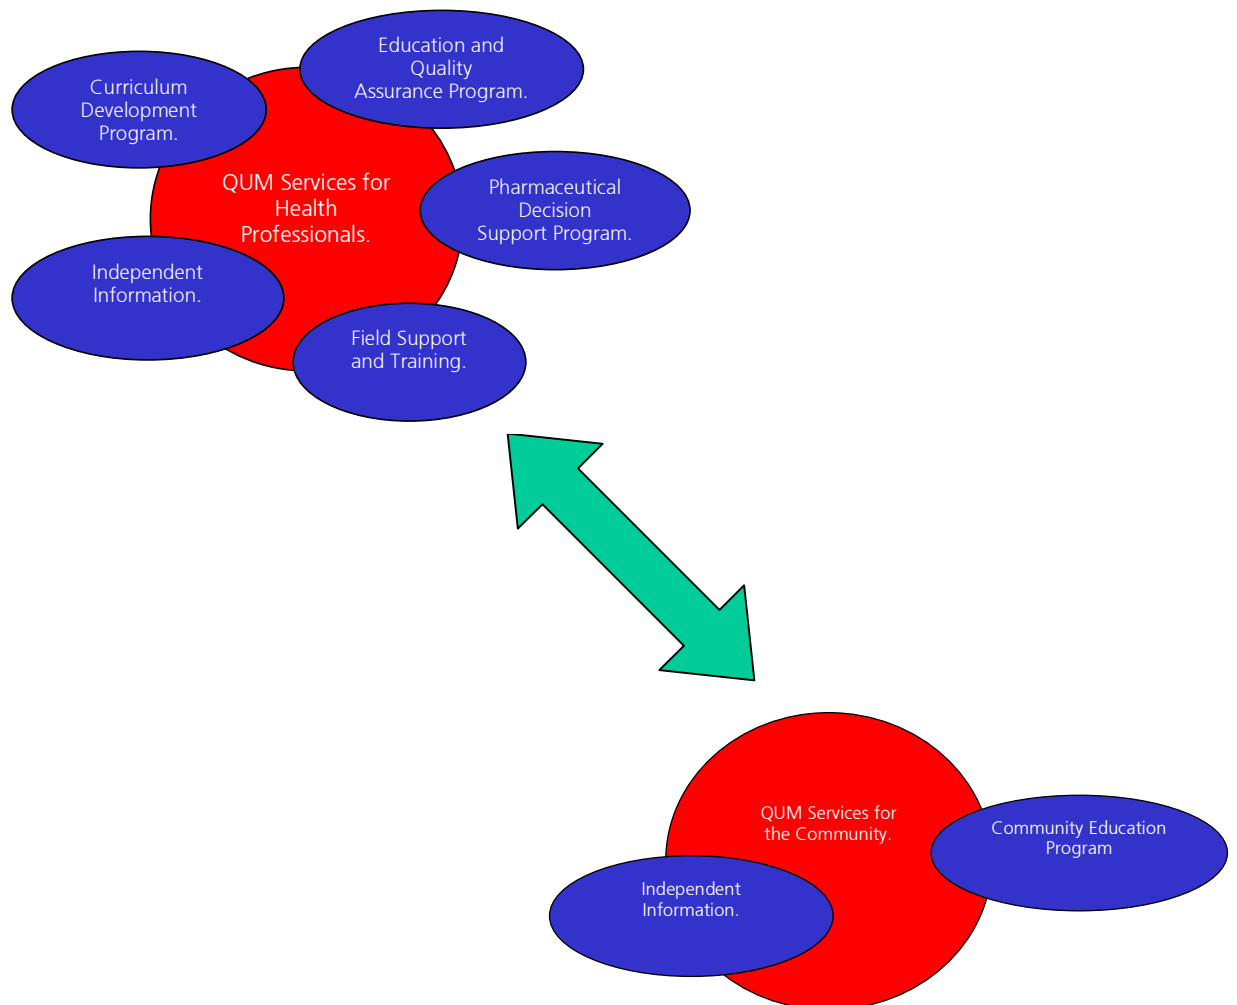 Education and
Quality
Assurance Program.
Curriculum
Development
Program.
QUM Services for
Health
Professionals.
Pharmaceutical
Decision
Support Program.
Independent
Information.
Field Support
and Training.
QUM Services for
the Community.
Community Education
Program
Independent
Information.